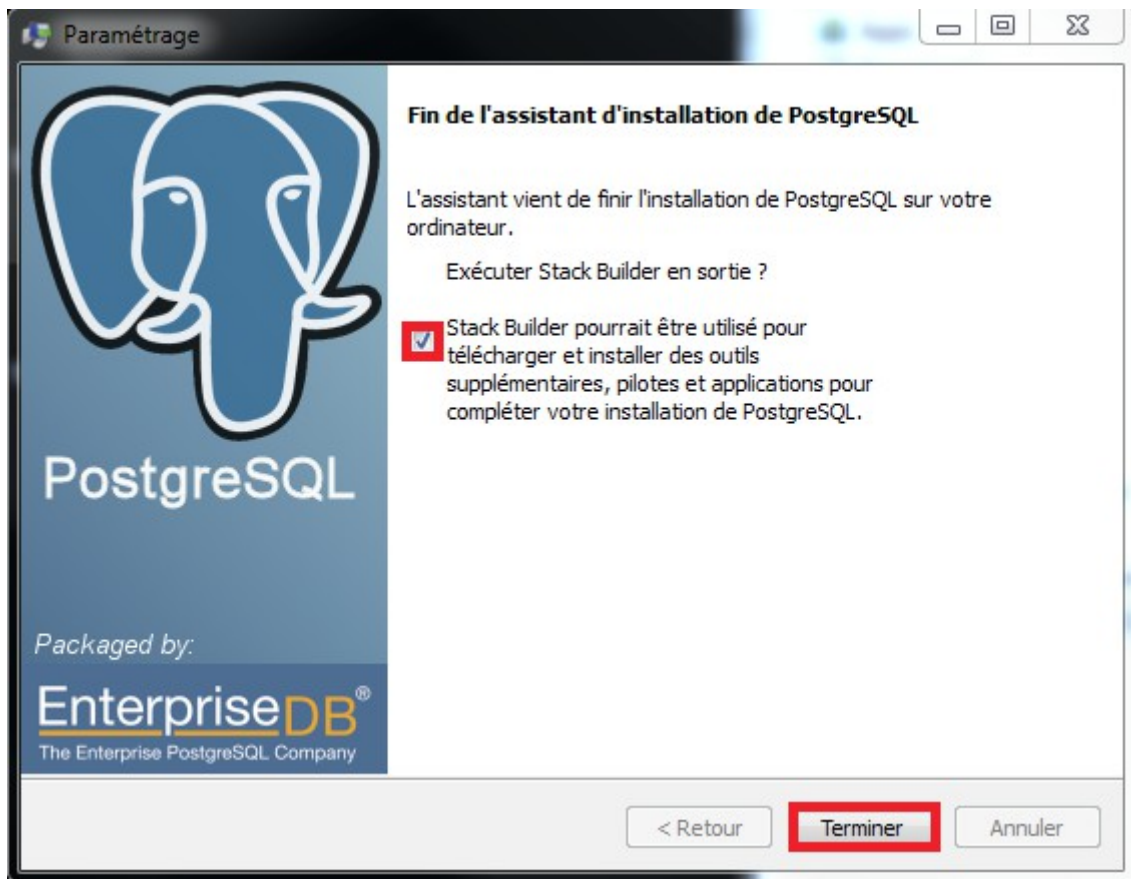 Paramétrage
Fin de l'assistant d'installation de PostgreSQL
L'assistant vient de finir l'installation de PostgreSQL sur votre
ordinateur.
Exécuter Stack Builder en sortie ?
Stack Builder pourrait être utilisé pour
télécharger et installer des outils
supplémentaires, pilotes et applications pour
compléter votre installation de PostgreSQL.
PostgreSQL
Packaged by:
EnterpriseDB®
The Enterprise PostgreSQL Company
< Retour
Terminer
Annuler